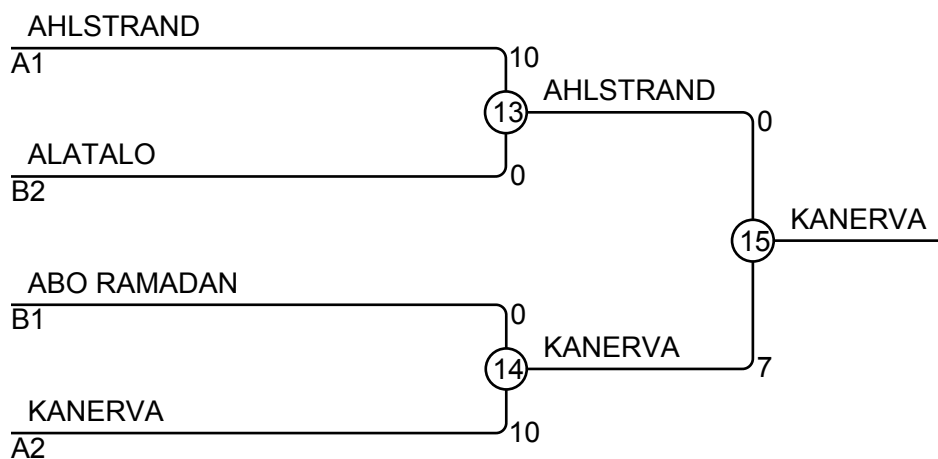 AHLSTRAND
A1
10
13
AHLSTRAND
0
ALATALO
B2
0
15
KANERVA
ABO RAMADAN
B1
0
14
KANERVA
7
KANERVA
A2
10